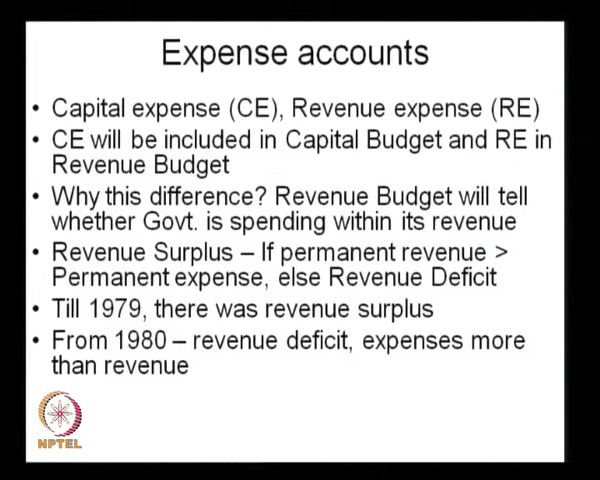 Expense accounts
• Capital expense (CE), Revenue expense (RE)
• CE will be included in Capital Budget and RE in
Revenue Budget
• Why this difference? Revenue Budget will tell
whether Govt. is spending within its revenue
• Revenue Surplus – If permanent revenue >
Permanent expense, else Revenue Deficit
• Till 1979, there was revenue surplus
• From 1980 – revenue deficit, expenses more
than revenue
NPTEL